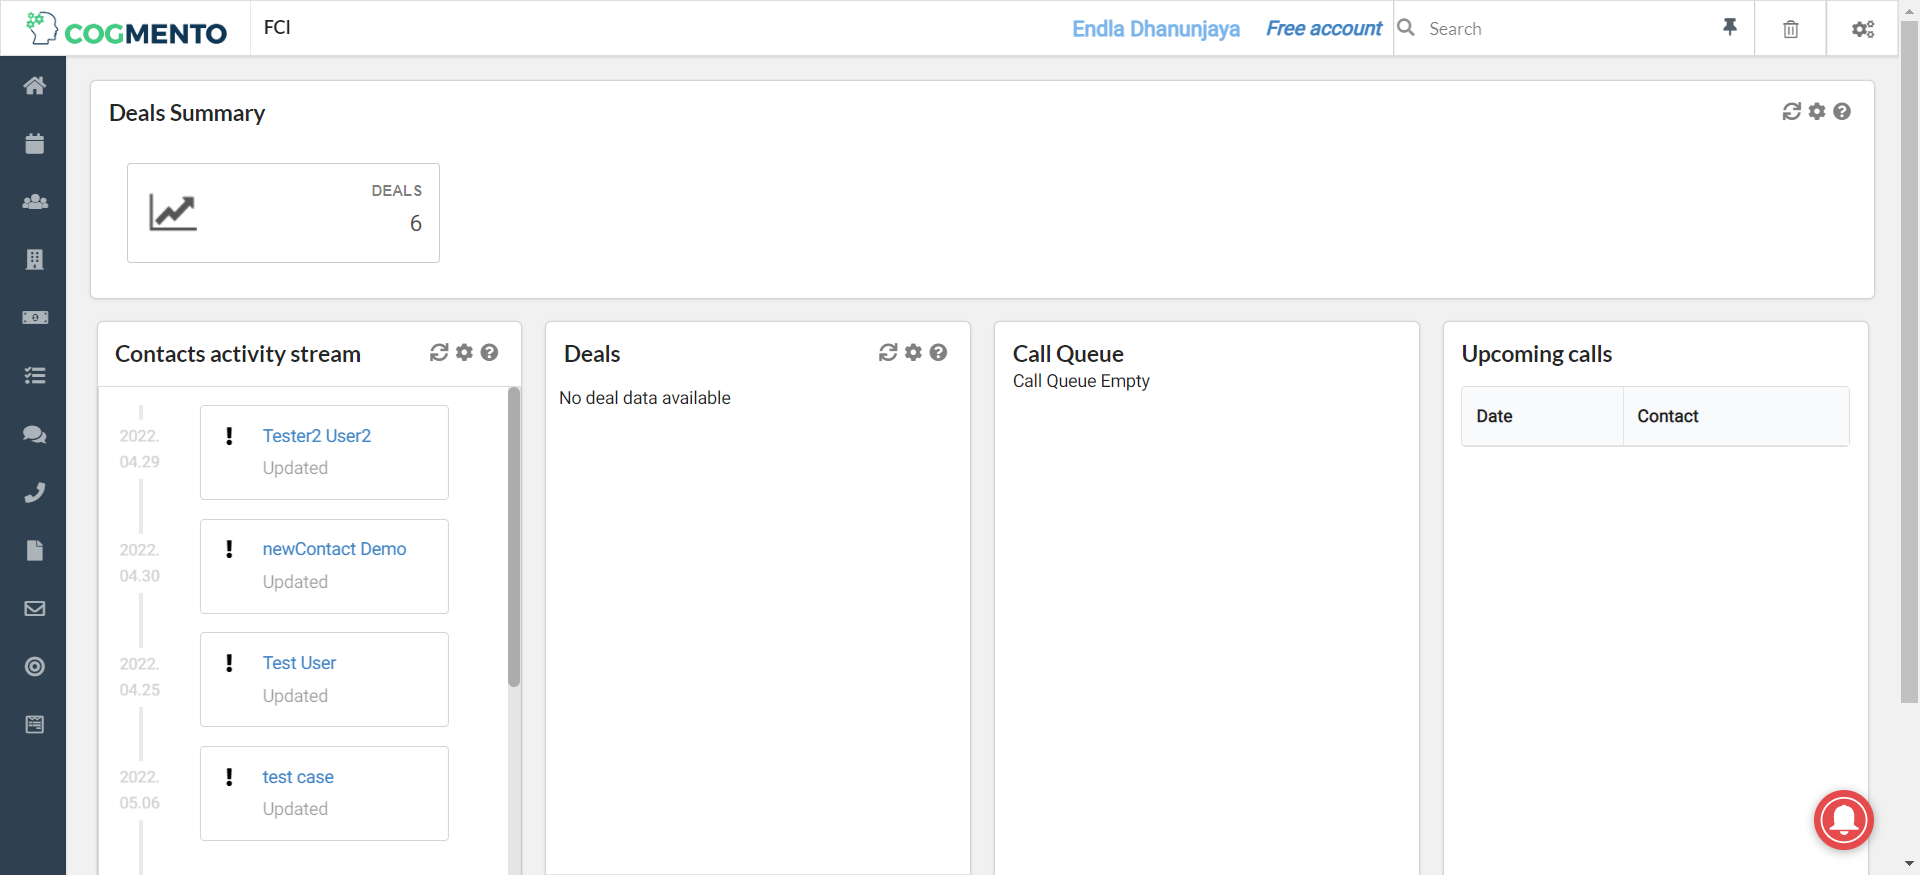 COGMENTO
FCI
Endla Dhanunjaya
Free account
Search
Deals Summary
DEALS
6
Contacts activity stream
2022.
04.29
Tester2 User2
Updated
2022.
04.30
newContact Demo
Updated
2022.
04.25
Test User
Updated
2022.
05.06
test case
Updated
Deals
No deal data available
Call Queue
Call Queue Empty
Upcoming calls
Date
Contact